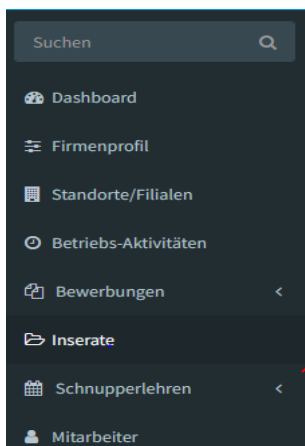 Suchen
Dashboard
Firmenprofil
Standorte/Filialen
Betriebs-Aktivitäten
Bewerbungen
Inserate
Schnupperlehren
Mitarbeiter